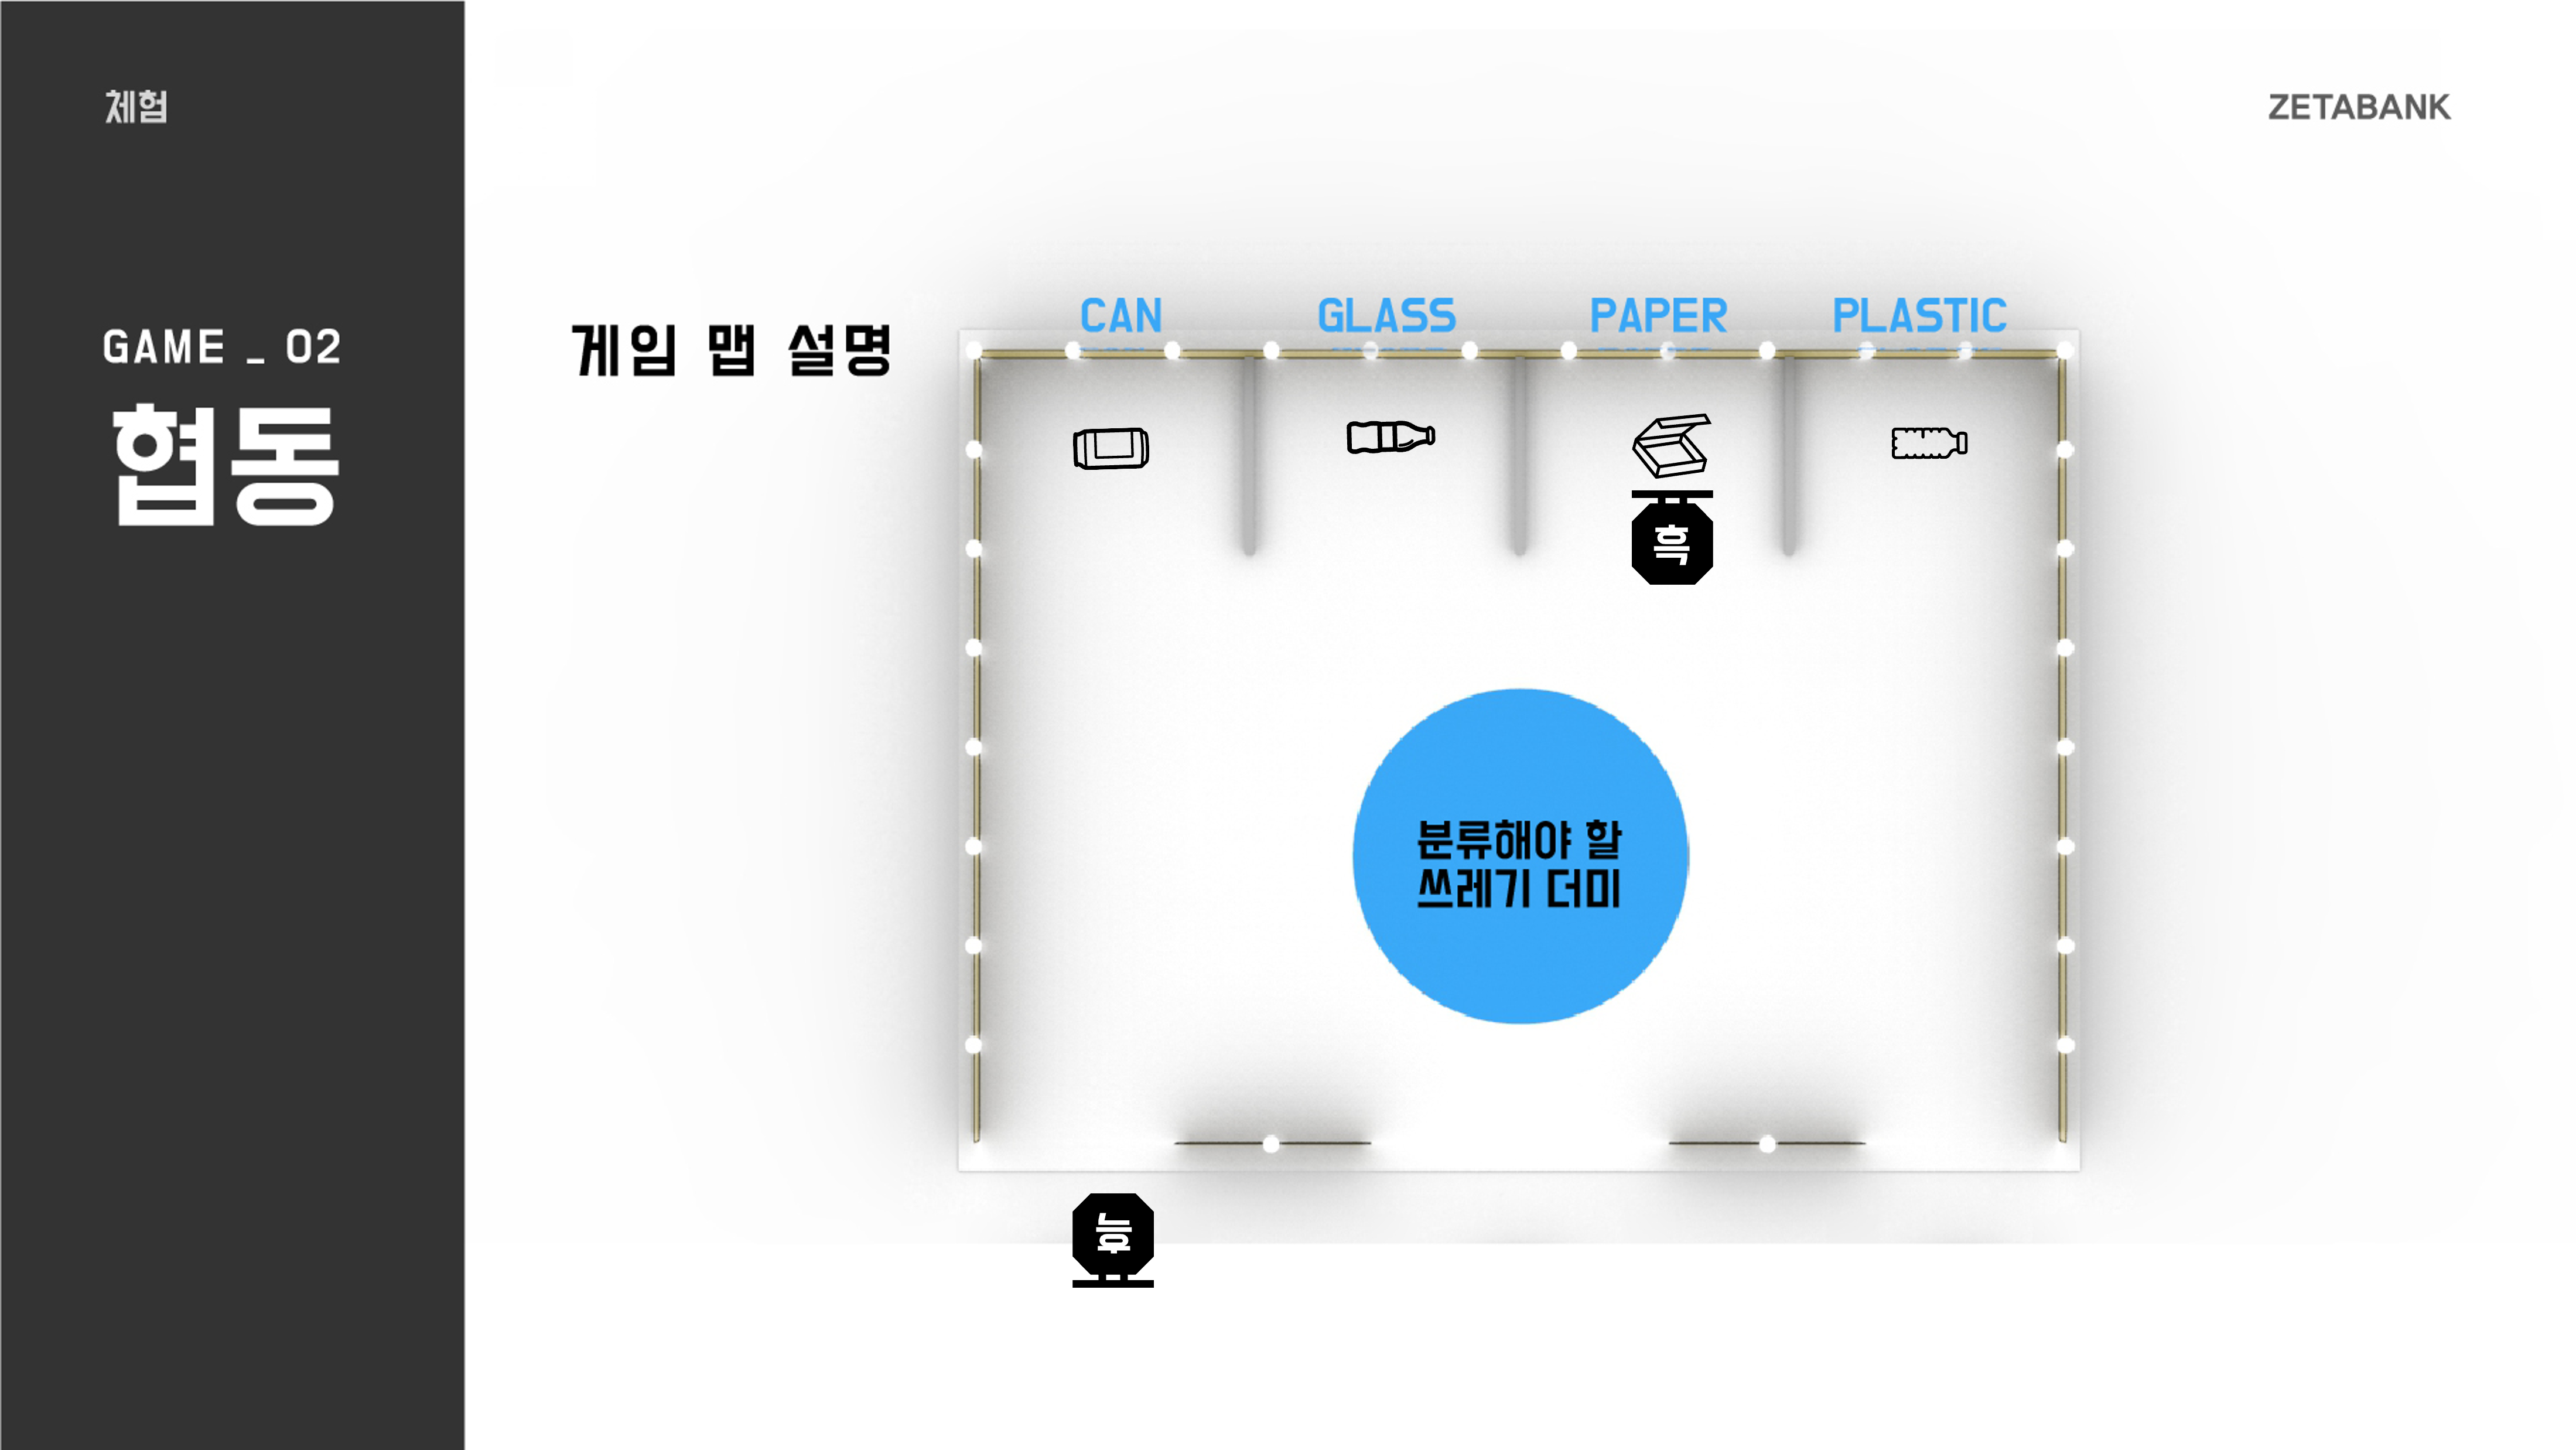 체험
ZETABANK
GAME _ 02
협동
게임 맵 설명
CAN
GLASS
PAPER
PLASTIC
흑
분류해야 할
쓰레기 더미